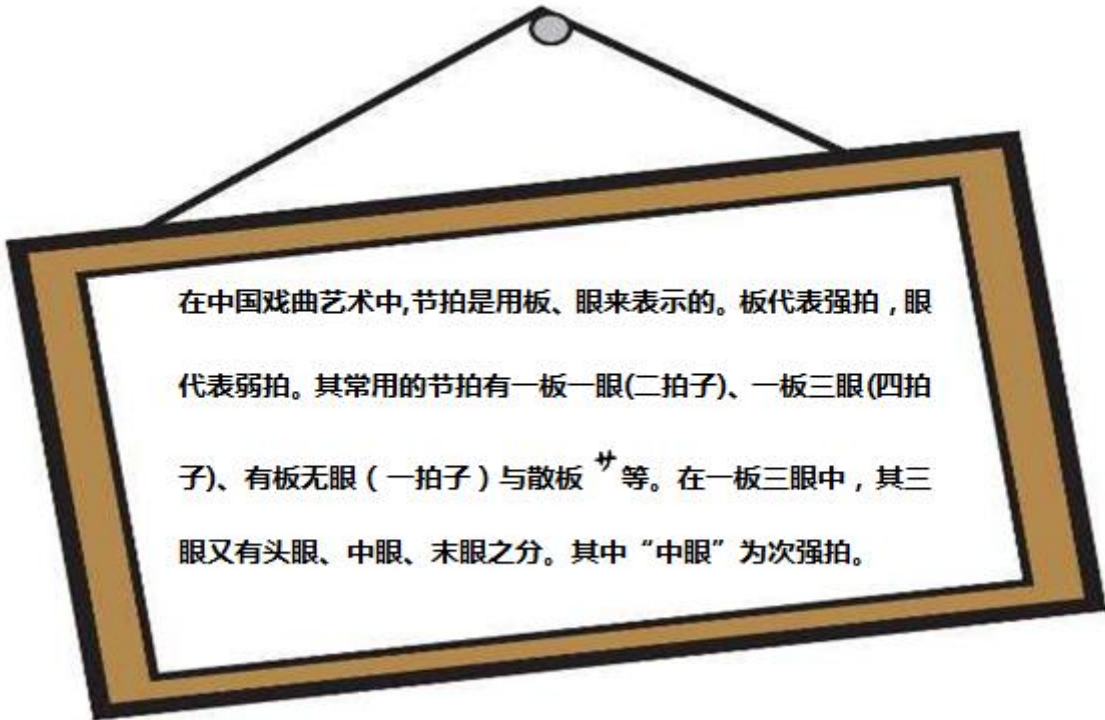 在中国戏曲艺术中,节拍是用板、眼来表示的。板代表强拍，眼
代表弱拍。其常用的节拍有一板一眼(二拍子)、一板三眼(四拍
子)、有板无眼（一拍子）与散板 サ 等。在一板三眼中，其三
眼又有头眼、中眼、末眼之分。其中“中眼”为次强拍。